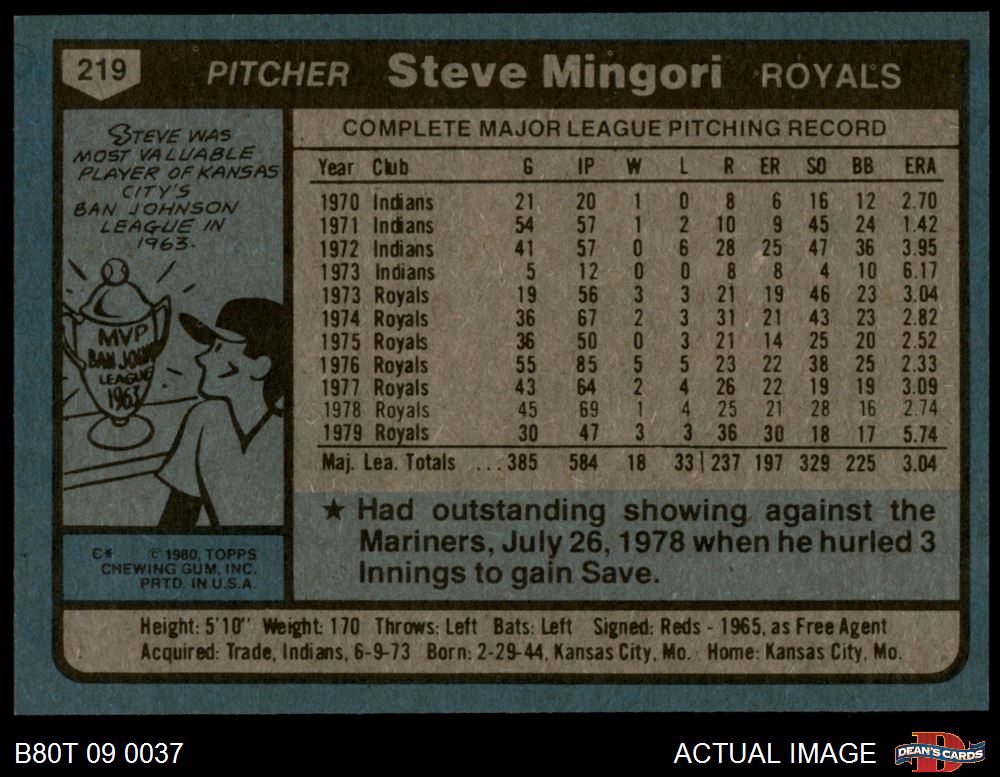 219 PITCHER Steve Mingori ROYALS
STEVE WAS
MOST VALUABLE
PLAYER OF KANSAS
CITY'S
BAN JOHNSON
LEAGUE IN
1963.
MVP
BAN JOHN
LEAGUE
1963
C* © 1980, TOPPS
CHEWING GUM, INC.
PRTD. IN U.S.A.
COMPLETE MAJOR LEAGUE PITCHING RECORD
Year Club G IP W L R ER SO BB ERA
1970 Indians 21 20 1 0 8 6 16 12 2.70
1971 Indians 54 57 1 2 10 9 45 24 1.42
1972 Indians 41 57 0 6 28 25 47 36 3.95
1973 Indians 5 12 0 0 8 8 4 10 6.17
1973 Royals 19 56 3 3 21 19 46 23 3.04
1974 Royals 36 67 2 3 31 21 43 23 2.82
1975 Royals 36 50 0 3 21 14 25 20 2.52
1976 Royals 55 85 5 5 23 22 38 25 2.33
1977 Royals 43 64 2 4 26 22 19 19 3.09
1978 Royals 45 69 1 4 25 21 28 16 2.74
1979 Royals 30 47 3 3 36 30 18 17 5.74
Maj. Lea. Totals ...385 584 18 33 237 197 329 225 3.04
★ Had outstanding showing against the
Mariners, July 26, 1978 when he hurled 3
Innings to gain Save.
Height: 5'10" Weight: 170 Throws: Left Bats: Left Signed: Reds - 1965, as Free Agent
Acquired: Trade, Indians, 6-9-73 Born: 2-29-44, Kansas City, Mo. Home: Kansas City, Mo.
B80T 09 0037 ACTUAL IMAGE DEAN'S CARDS